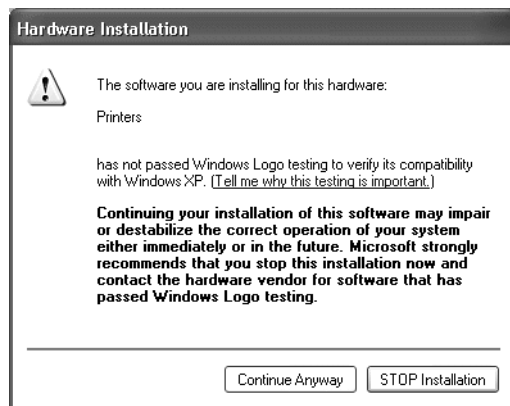 Hardware Installation
The software you are installing for this hardware:
Printers
has not passed Windows Logo testing to verify its compatibility
with Windows XP. (Tell me why this testing is important.)
Continuing your installation of this software may impair
or destabilize the correct operation of your system
either immediately or in the future. Microsoft strongly
recommends that you stop this installation now and
contact the hardware vendor for software that has
passed Windows Logo testing.
Continue Anyway
STOP Installation